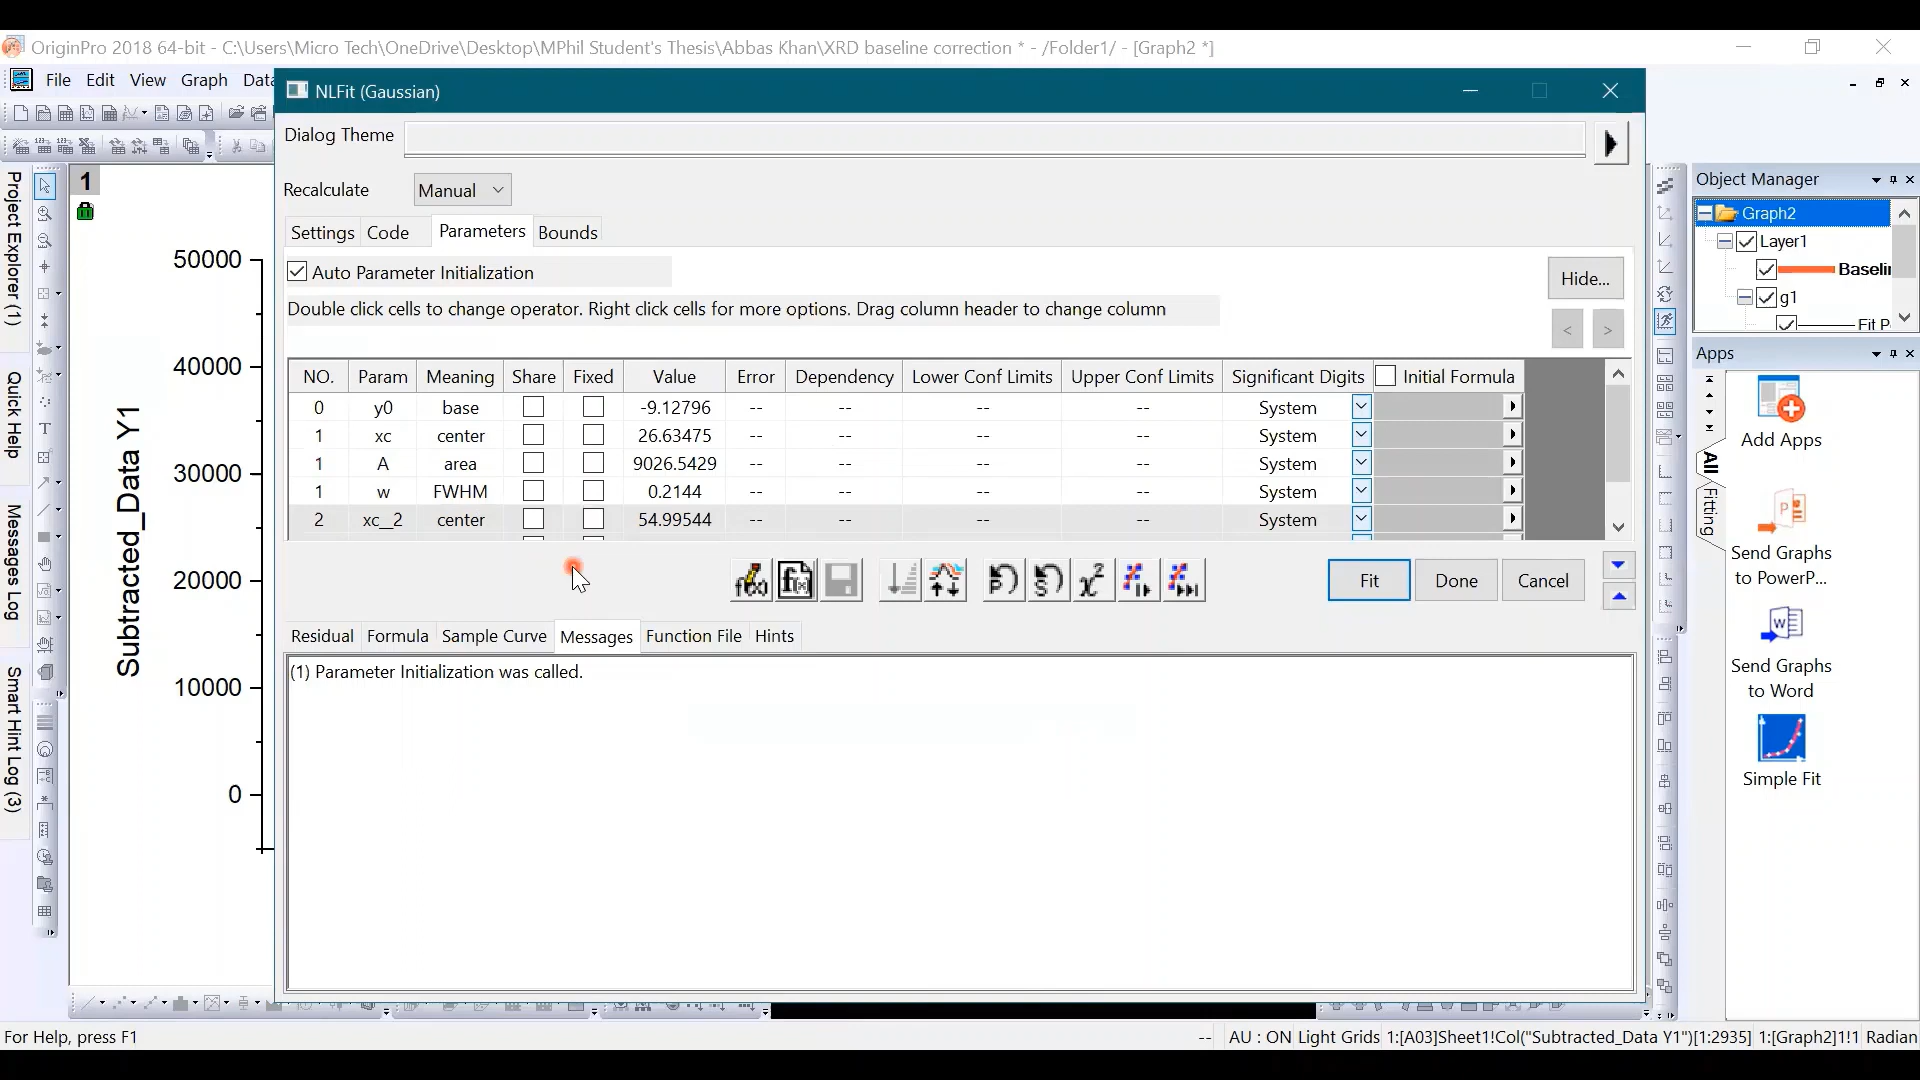 OriginPro 2018 64-bit - C:\Users\Micro Tech\OneDrive\Desktop\MPhil Student's Thesis\Abbas Khan\XRD baseline correction * - /Folder1/ - [Graph2 *]
File Edit View Graph Data
NLFit (Gaussian)
Dialog Theme
Recalculate Manual
Settings Code Parameters Bounds
Auto Parameter Initialization
Hide...
Double click cells to change operator. Right click cells for more options. Drag column header to change column
< >
NO. Param Meaning Share Fixed Value Error Dependency Lower Conf Limits Upper Conf Limits Significant Digits Initial Formula
0 y0 base -9.12796 -- -- -- -- System
1 xc center 26.63475 -- -- -- -- System
1 A area 9026.5429 -- -- -- -- System
1 w FWHM 0.2144 -- -- -- -- System
2 xc_2 center 54.99544 -- -- -- -- System
Fit Done Cancel
Residual Formula Sample Curve Messages Function File Hints
(1) Parameter Initialization was called.
Project Explorer (1)
Quick Help
Messages Log
Smart Hint Log (3)
1
50000
40000
30000
20000
10000
0
Subtracted_Data Y1
Object Manager
Graph2
Layer1
Baselin
g1
Fit P
Apps
All
Fitting
Add Apps
Send Graphs
to PowerP...
Send Graphs
to Word
Simple Fit
For Help, press F1
-- AU : ON Light Grids 1:[A03]Sheet1!Col("Subtracted_Data Y1")[1:2935] 1:[Graph2]1!1 Radian